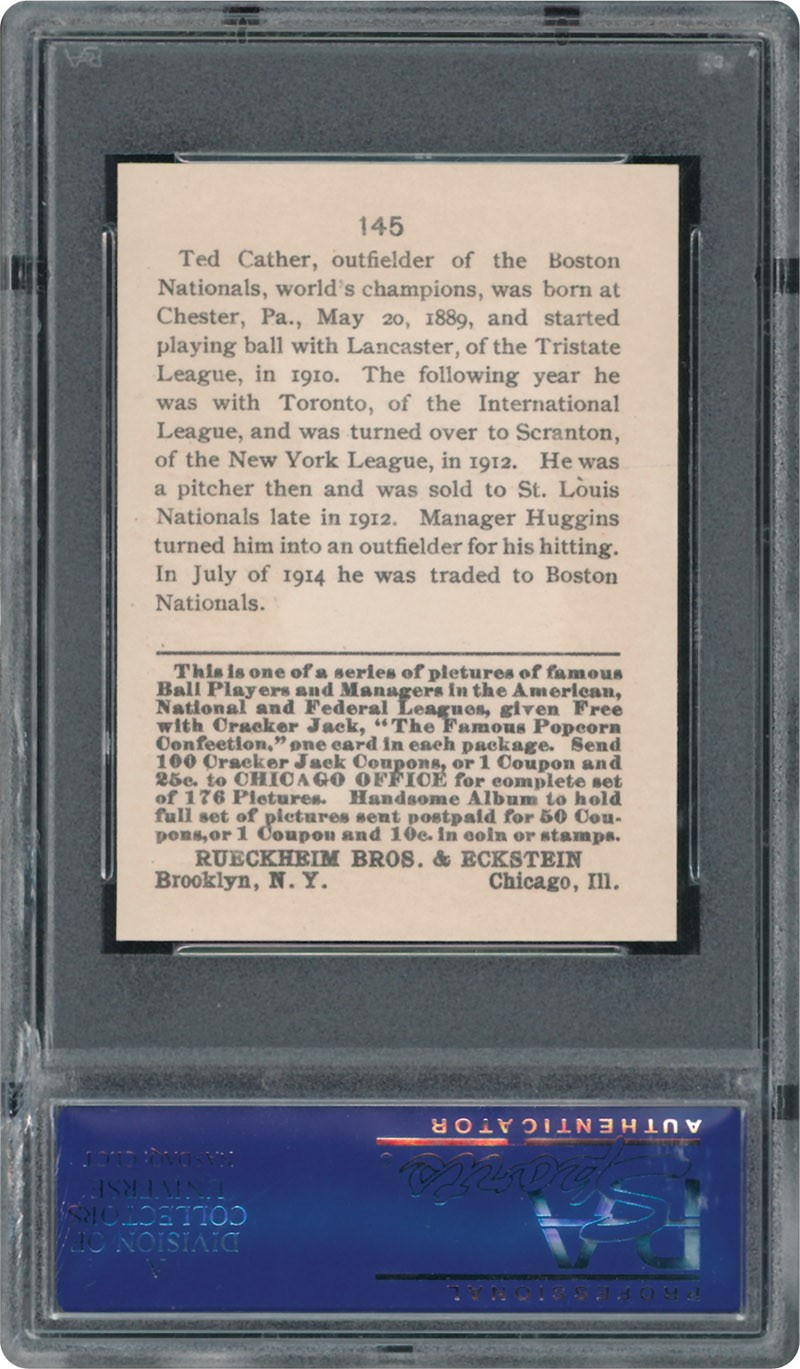 145
Ted Cather, outfielder of the Boston
Nationals, world's champions, was born at
Chester, Pa., May 20, 1889, and started
playing ball with Lancaster, of the Tristate
League, in 1910. The following year he
was with Toronto, of the International
League, and was turned over to Scranton,
of the New York League, in 1912. He was
a pitcher then and was sold to St. Louis
Nationals late in 1912. Manager Huggins
turned him into an outfielder for his hitting.
In July of 1914 he was traded to Boston
Nationals.
This is one of a series of pictures of famous
Ball Players and Managers in the American,
National and Federal Leagues, given Free
with Cracker Jack, “The Famous Popcorn
Confection,” one card in each package. Send
100 Cracker Jack Coupons, or 1 Coupon and
25c. to CHICAGO OFFICE for complete set
of 176 Pictures. Handsome Album to hold
full set of pictures sent postpaid for 50 Cou-
pons, or 1 Coupon and 10c. in coin or stamps.
RUECKHEIM BROS. & ECKSTEIN
Brooklyn, N. Y. Chicago, Ill.
PROFESSIONAL
PSA
AUTHENTICATOR
A
DIVISION OF
COLLECTORS
UNIVERSE
NASDAQ: CLCT